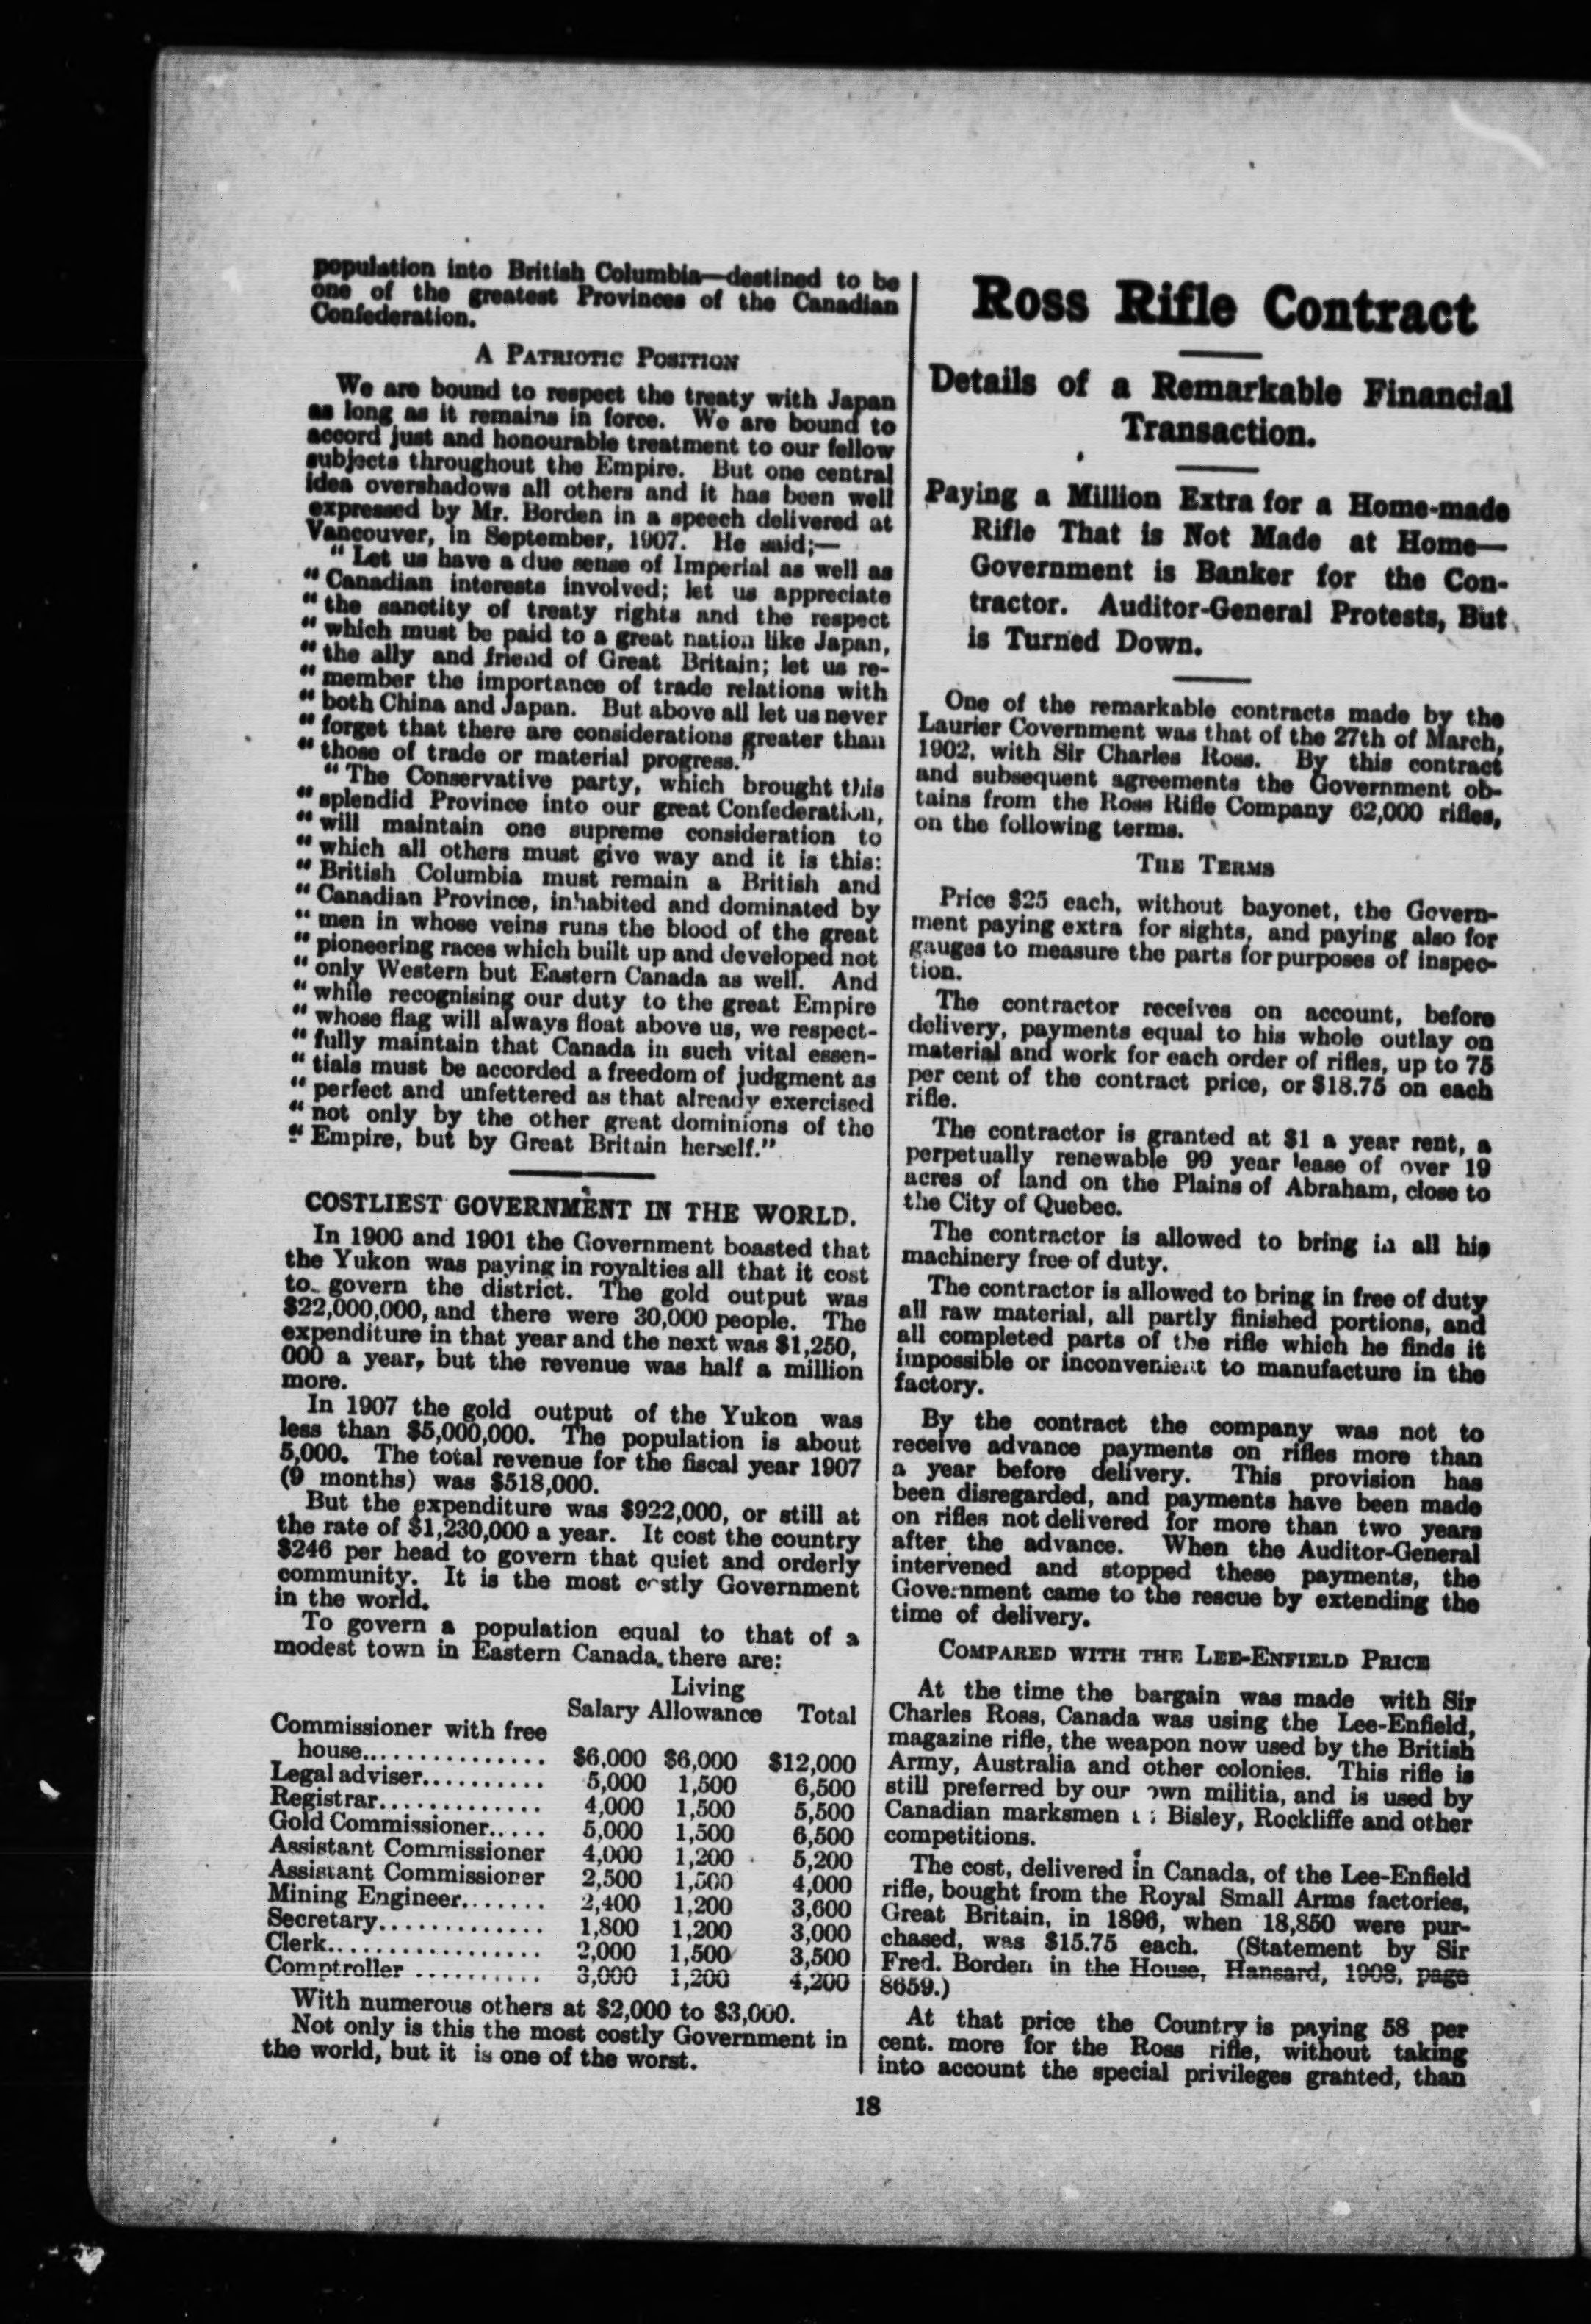 population into British Columbia—destined to be
one of the greatest Provinces of the Canadian
Confederation.
A PATRIOTIC POSITION
We are bound to respect the treaty with Japan
as long as it remains in force. We are bound to
accord just and honourable treatment to our fellow
subjects throughout the Empire. But one central
idea overshadows all others and it has been well
expressed by Mr. Borden in a speech delivered at
Vancouver, in September, 1907. He said;—
"Let us have a due sense of Imperial as well as
"Canadian interests involved; let us appreciate
"the sanctity of treaty rights and the respect
"which must be paid to a great nation like Japan,
"the ally and friend of Great Britain; let us re-
"member the importance of trade relations with
"both China and Japan. But above all let us never
"forget that there are considerations greater than
"those of trade or material progress."
"The Conservative party, which brought this
"splendid Province into our great Confederation,
"will maintain one supreme consideration to
"which all others must give way and it is this:
"British Columbia must remain a British and
"Canadian Province, inhabited and dominated by
"men in whose veins runs the blood of the great
"pioneering races which built up and developed not
"only Western but Eastern Canada as well. And
"while recognising our duty to the great Empire
"whose flag will always float above us, we respect-
"fully maintain that Canada in such vital essen-
"tials must be accorded a freedom of judgment as
"perfect and unfettered as that already exercised
"not only by the other great dominions of the
"Empire, but by Great Britain herself."
COSTLIEST GOVERNMENT IN THE WORLD.
In 1900 and 1901 the Government boasted that
the Yukon was paying in royalties all that it cost
to govern the district. The gold output was
$22,000,000, and there were 30,000 people. The
expenditure in that year and the next was $1,250,
000 a year, but the revenue was half a million
more.
In 1907 the gold output of the Yukon was
less than $5,000,000. The population is about
5,000. The total revenue for the fiscal year 1907
(9 months) was $518,000.
But the expenditure was $922,000, or still at
the rate of $1,230,000 a year. It cost the country
$246 per head to govern that quiet and orderly
community. It is the most costly Government
in the world.
To govern a population equal to that of a
modest town in Eastern Canada there are:
Living
Salary Allowance Total
Commissioner with free
house............... $6,000 $6,000 $12,000
Legal adviser.......... 5,000 1,500 6,500
Registrar............. 4,000 1,500 5,500
Gold Commissioner..... 5,000 1,500 6,500
Assistant Commissioner 4,000 1,200 5,200
Assistant Commissioner 2,500 1,500 4,000
Mining Engineer....... 2,400 1,200 3,600
Secretary............. 1,800 1,200 3,000
Clerk................. 2,000 1,500 3,500
Comptroller .......... 3,000 1,200 4,200
With numerous others at $2,000 to $3,000.
Not only is this the most costly Government in
the world, but it is one of the worst.
Ross Rifle Contract
Details of a Remarkable Financial
Transaction.
Paying a Million Extra for a Home-made
Rifle That is Not Made at Home—
Government is Banker for the Con-
tractor. Auditor-General Protests, But
is Turned Down.
One of the remarkable contracts made by the
Laurier Covernment was that of the 27th of March,
1902, with Sir Charles Ross. By this contract
and subsequent agreements the Government ob-
tains from the Ross Rifle Company 62,000 rifles,
on the following terms.
THE TERMS
Price $25 each, without bayonet, the Govern-
ment paying extra for sights, and paying also for
gauges to measure the parts for purposes of inspec-
tion.
The contractor receives on account, before
delivery, payments equal to his whole outlay on
material and work for each order of rifles, up to 75
per cent of the contract price, or $18.75 on each
rifle.
The contractor is granted at $1 a year rent, a
perpetually renewable 99 year lease of over 19
acres of land on the Plains of Abraham, close to
the City of Quebec.
The contractor is allowed to bring in all his
machinery free of duty.
The contractor is allowed to bring in free of duty
all raw material, all partly finished portions, and
all completed parts of the rifle which he finds it
impossible or inconvenient to manufacture in the
factory.
By the contract the company was not to
receive advance payments on rifles more than
a year before delivery. This provision has
been disregarded, and payments have been made
on rifles not delivered for more than two years
after the advance. When the Auditor-General
intervened and stopped these payments, the
Government came to the rescue by extending the
time of delivery.
COMPARED WITH THE LEE-ENFIELD PRICE
At the time the bargain was made with Sir
Charles Ross, Canada was using the Lee-Enfield,
magazine rifle, the weapon now used by the British
Army, Australia and other colonies. This rifle is
still preferred by our own militia, and is used by
Canadian marksmen Bisley, Rockliffe and other
competitions.
The cost, delivered in Canada, of the Lee-Enfield
rifle, bought from the Royal Small Arms factories,
Great Britain, in 1896, when 18,850 were pur-
chased, was $15.75 each. (Statement by Sir
Fred. Borden in the House, Hansard, 1908, page
8659.)
At that price the Country is paying 58 per
cent. more for the Ross rifle, without taking
into account the special privileges granted, than
18